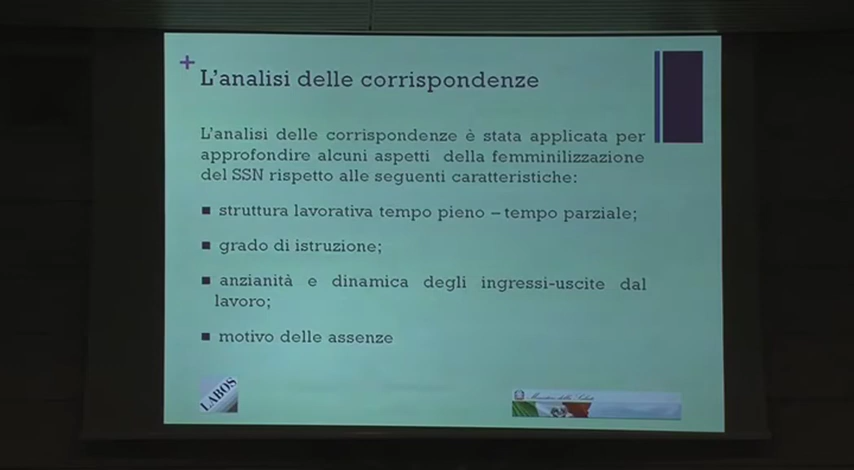 +
L'analisi delle corrispondenze
L'analisi delle corrispondenze è stata applicata per
approfondire alcuni aspetti della femminilizzazione
del SSN rispetto alle seguenti caratteristiche:
■ struttura lavorativa tempo pieno – tempo parziale;
■ grado di istruzione;
■ anzianità e dinamica degli ingressi-uscite dal
lavoro;
■ motivo delle assenze
LABOS
Ministero della Salute